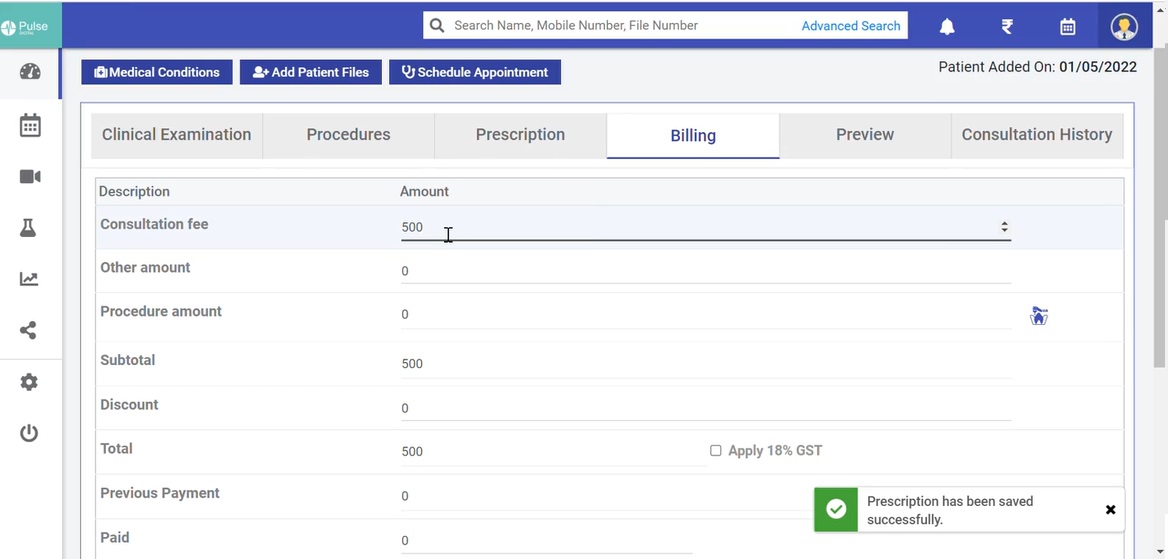 Pulse
Search Name, Mobile Number, File Number
Advanced Search
Medical Conditions
Add Patient Files
Schedule Appointment
Patient Added On: 01/05/2022
Clinical Examination
Procedures
Prescription
Billing
Preview
Consultation History
Description Amount
Consultation fee 500
Other amount 0
Procedure amount 0
Subtotal 500
Discount 0
Total 500 Apply 18% GST
Previous Payment 0
Prescription has been saved
successfully.
Paid 0